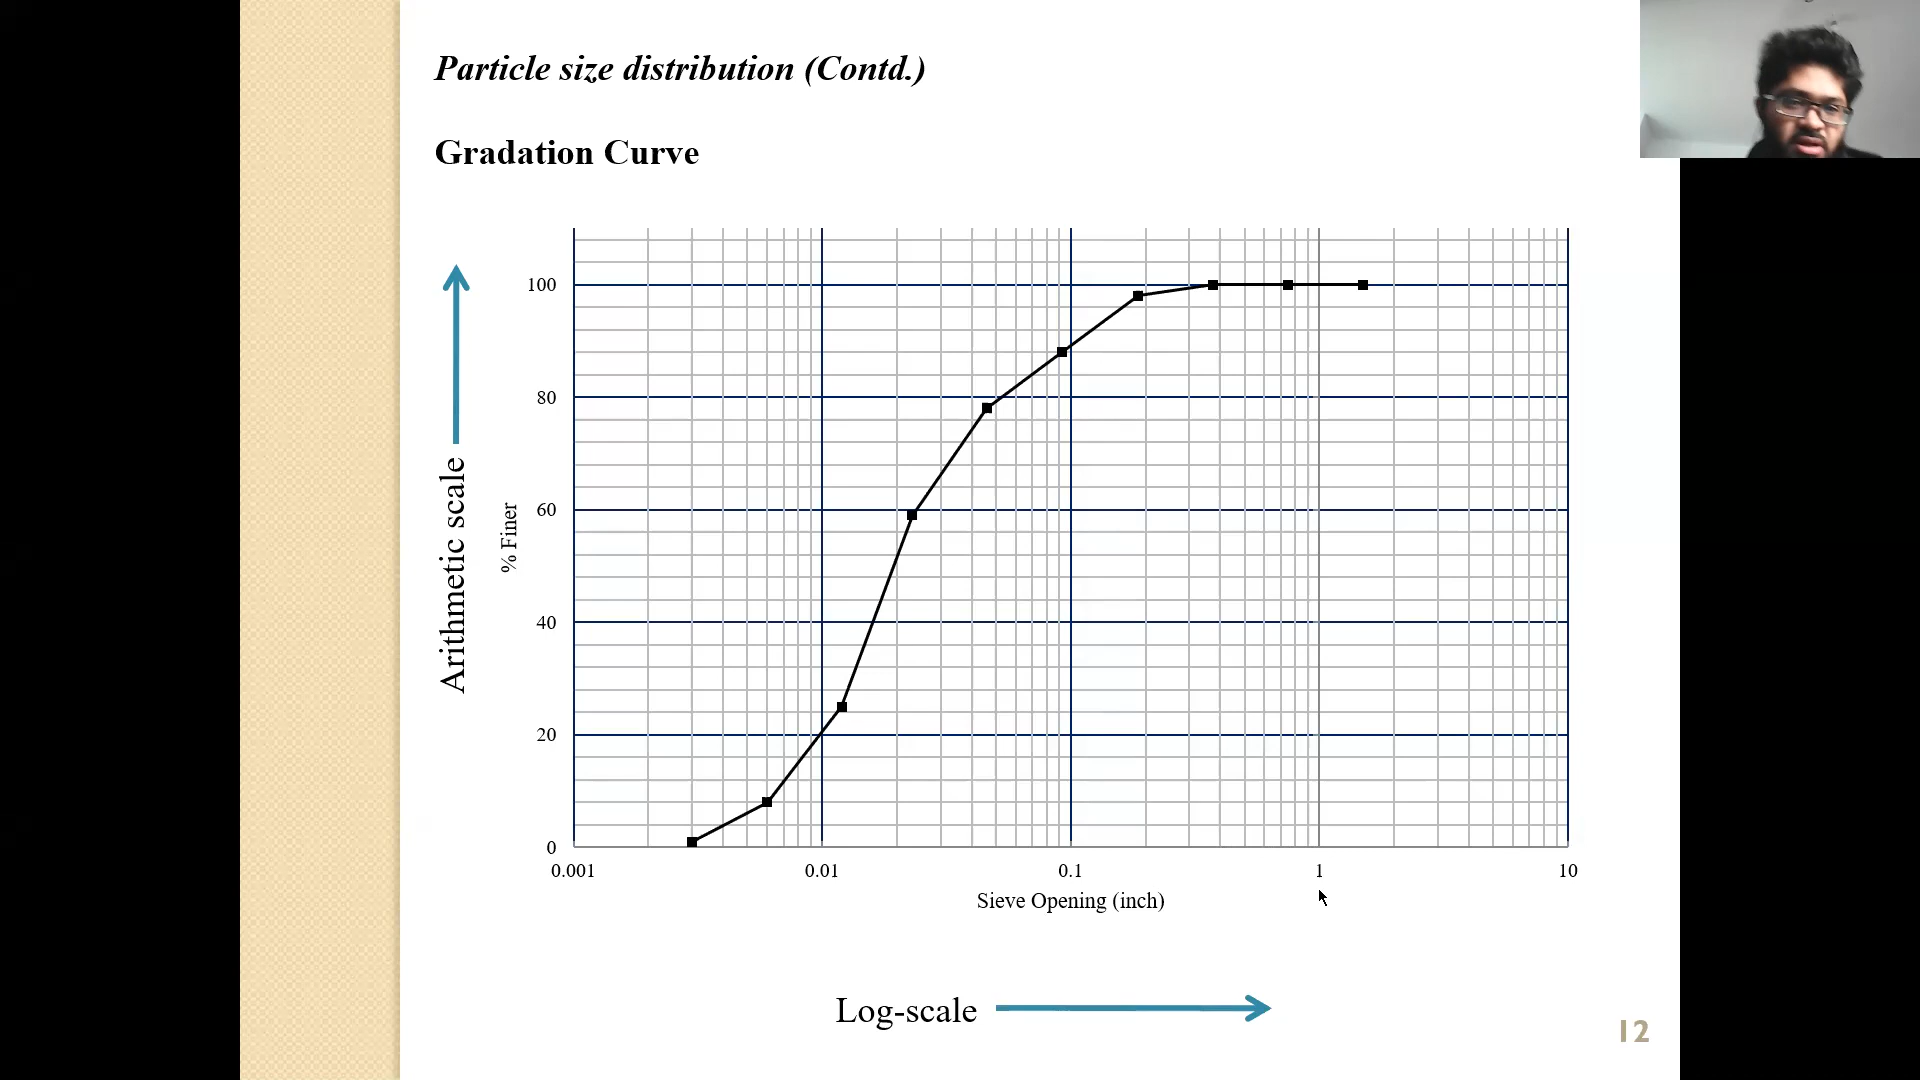 Particle size distribution (Contd.)
Gradation Curve
Arithmetic scale
% Finer
100
80
60
40
20
0
0.001 0.01 0.1 1 10
Sieve Opening (inch)
Log-scale
12